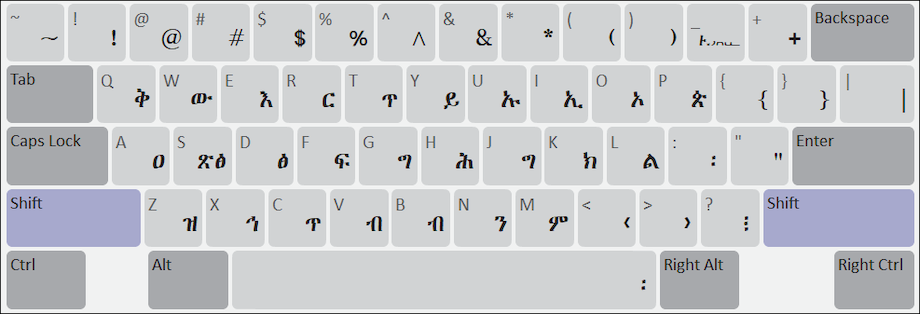 ~ ~ ! ! @ @ # # $ $ % % ^ ^ & & * * ( ( ) ) _ + + Backspace
Tab Q ቅ W ው E እ R ር T ጥ Y ይ U ኡ I ኢ O ኦ P ጵ { { } } | |
Caps Lock A ዐ S ጽፅ D ፅ F ፍ G ግ H ሕ J ግ K ክ L ል : ፡ " " Enter
Shift Z ዝ X ኅ C ጥ V ብ B ብ N ን M ም < ‹ > › ? ፧ Shift
Ctrl Alt ፡ Right Alt Right Ctrl